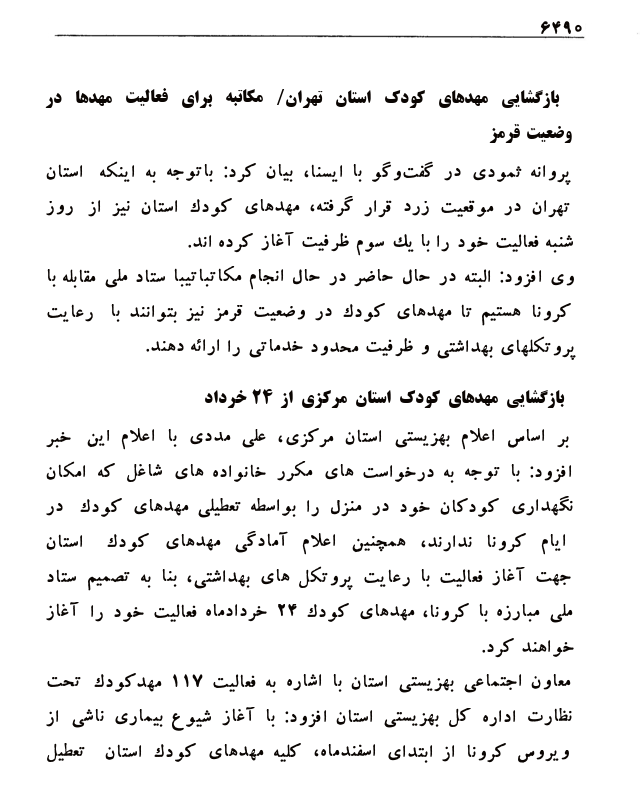 ۶۴۹۰
بازگشایی مهدهای کودک استان تهران/ مکاتبه برای فعالیت مهدها در
وضعیت قرمز
پروانه ثمودی در گفت‌وگو با ایسنا، بیان کرد: باتوجه به اینکه استان
تهران در موقعیت زرد قرار گرفته، مهدهای کودک استان نیز از روز
شنبه فعالیت خود را با یك سوم ظرفیت آغاز کرده اند.
وی افزود: البته در حال حاضر در حال انجام مکاتباتیبا ستاد ملی مقابله با
کرونا هستیم تا مهدهای کودك در وضعیت قرمز نیز بتوانند با رعایت
پروتکلهای بهداشتی و ظرفیت محدود خدماتی را ارائه دهند.
بازگشایی مهدهای کودک استان مرکزی از ۲۴ خرداد
بر اساس اعلام بهزیستی استان مرکزی، علی مددی با اعلام این خبر
افزود: با توجه به درخواست های مکرر خانواده های شاغل که امکان
نگهداری کودکان خود در منزل را بواسطه تعطیلی مهدهای کودك در
ایام کرونا ندارند، همچنین اعلام آمادگی مهدهای کودك استان
جهت آغاز فعالیت با رعایت پروتکل های بهداشتی، بنا به تصمیم ستاد
ملی مبارزه با کرونا، مهدهای کودك ۲۴ خردادماه فعالیت خود را آغاز
خواهند کرد.
معاون اجتماعی بهزیستی استان با اشاره به فعالیت ۱۱۷ مهدکودك تحت
نظارت اداره کل بهزیستی استان افزود: با آغاز شیوع بیماری ناشی از
ویروس کرونا از ابتدای اسفندماه، کلیه مهدهای کودك استان تعطیل